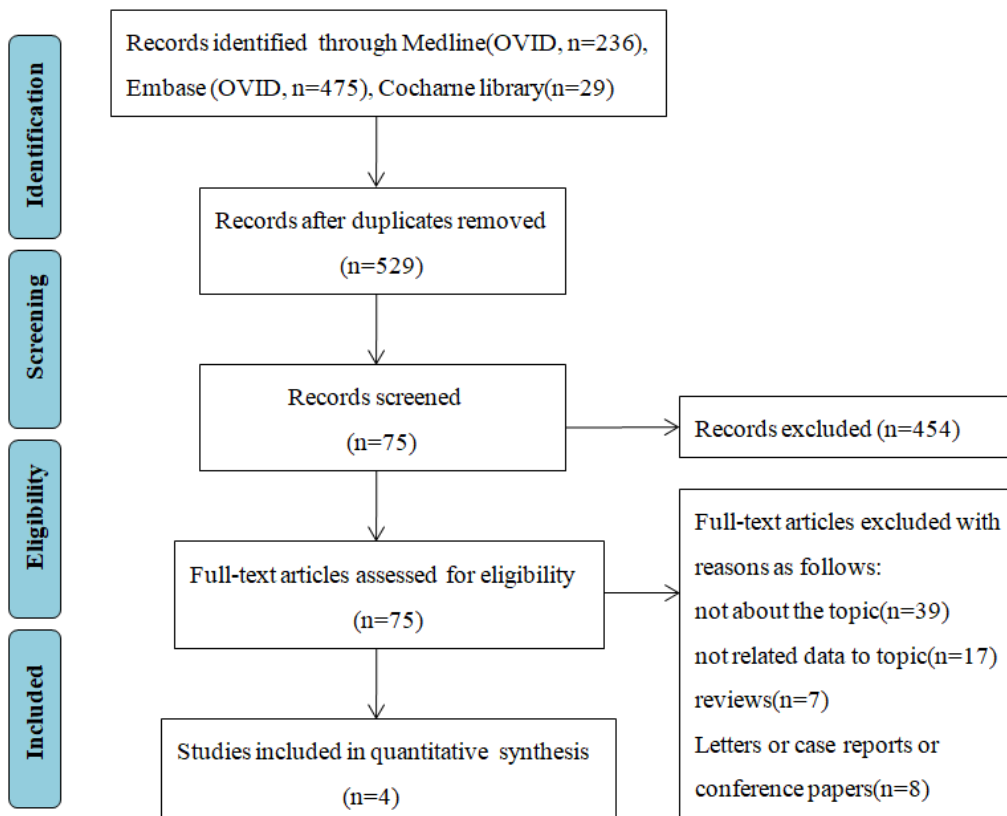 Records identified through Medline(OVID, n=236),
Embase (OVID, n=475), Cocharne library(n=29)
Identification
Records after duplicates removed
(n=529)
Screening
Records screened
(n=75)
Records excluded (n=454)
Eligibility
Full-text articles assessed for eligibility
(n=75)
Full-text articles excluded with
reasons as follows:
not about the topic(n=39)
not related data to topic(n=17)
reviews(n=7)
Letters or case reports or
conference papers(n=8)
Included
Studies included in quantitative synthesis
(n=4)